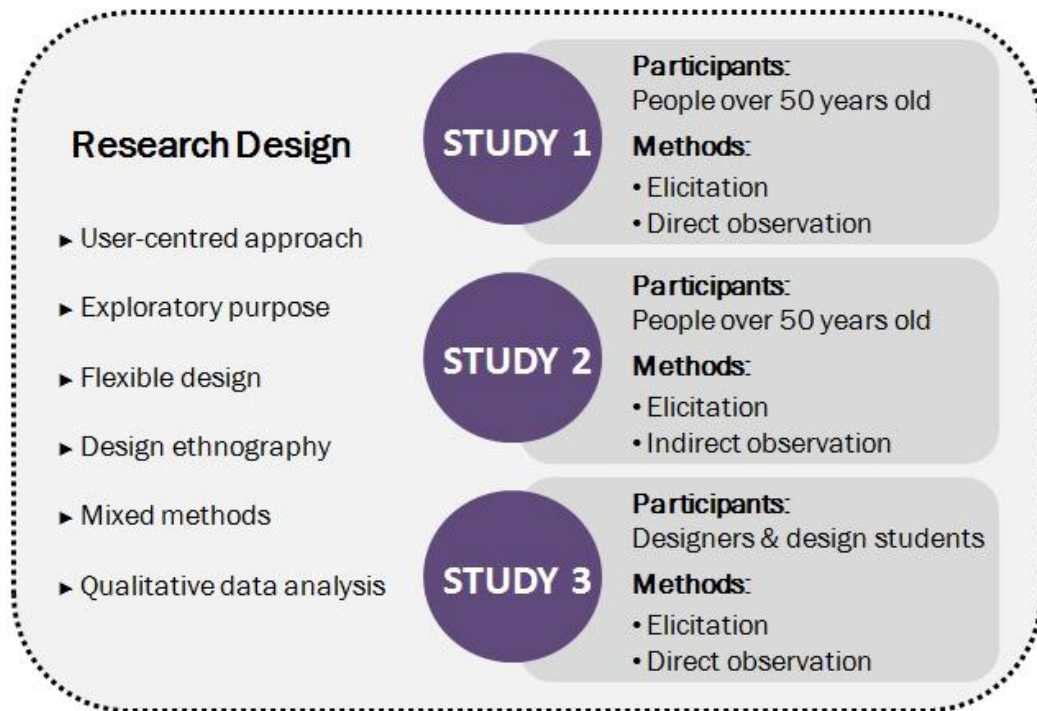 Research Design
► User-centred approach
► Exploratory purpose
► Flexible design
► Design ethnography
► Mixed methods
► Qualitative data analysis
STUDY 1
Participants:
People over 50 years old
Methods:
• Elicitation
• Direct observation
STUDY 2
Participants:
People over 50 years old
Methods:
• Elicitation
• Indirect observation
STUDY 3
Participants:
Designers & design students
Methods:
• Elicitation
• Direct observation